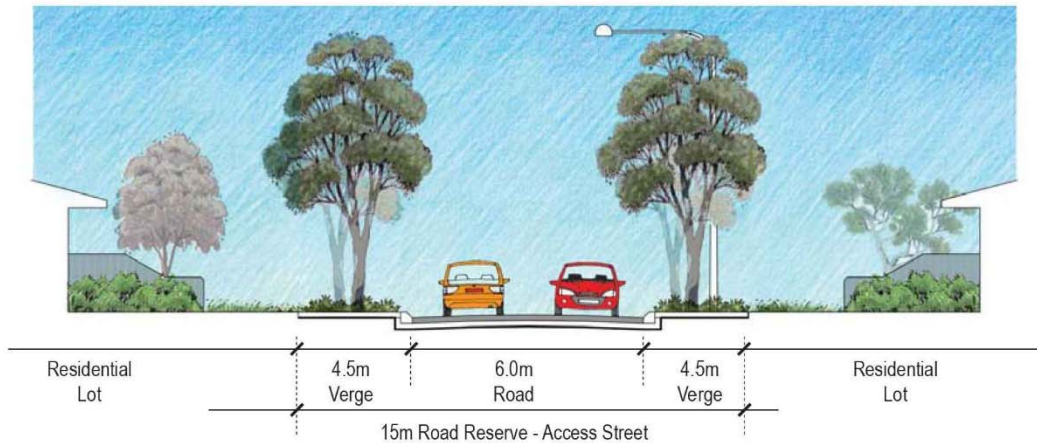 Residential
Lot
4.5m
Verge
6.0m
Road
4.5m
Verge
Residential
Lot
15m Road Reserve - Access Street